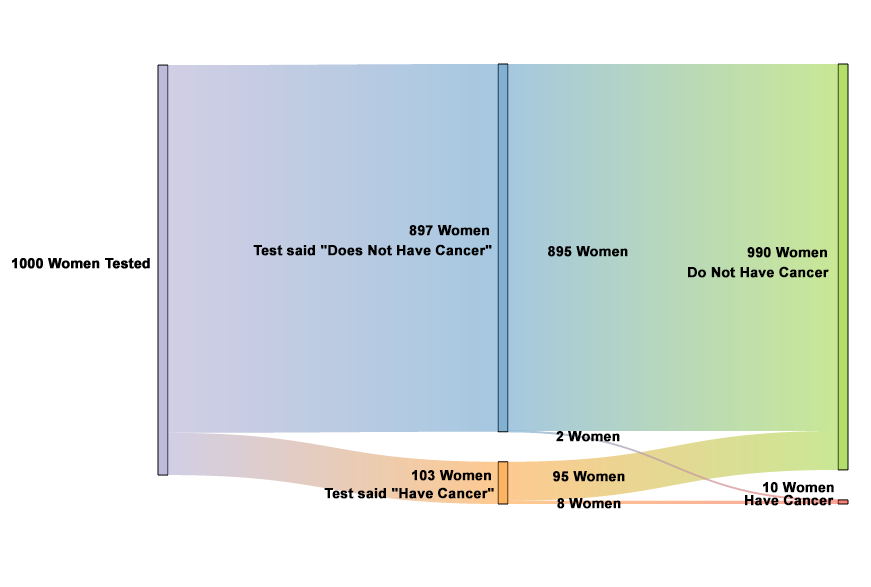 1000 Women Tested
897 Women
Test said "Does Not Have Cancer"
895 Women
990 Women
Do Not Have Cancer
2 Women
103 Women
Test said "Have Cancer"
95 Women
8 Women
10 Women
Have Cancer